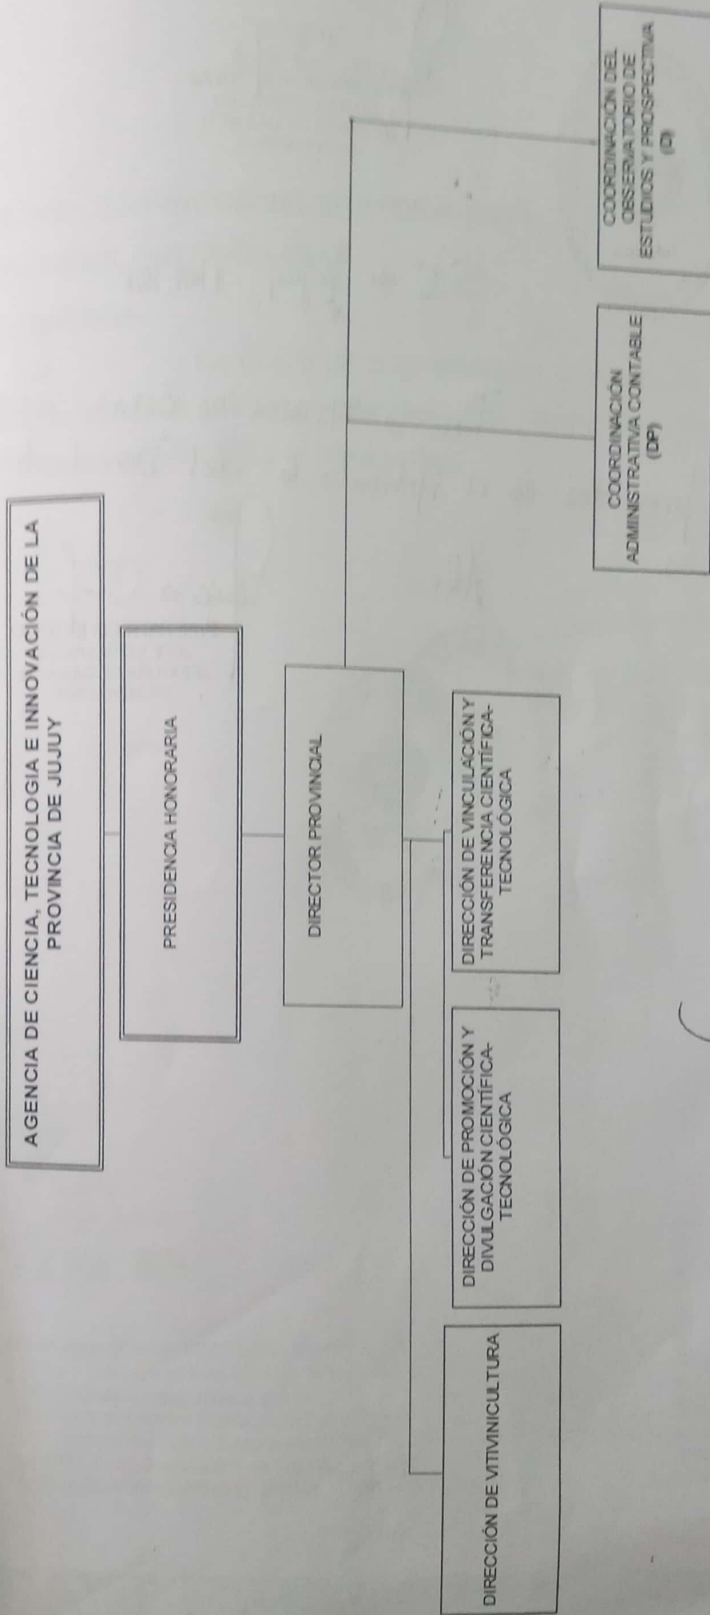 AGENCIA DE CIENCIA, TECNOLOGIA E INNOVACIÓN DE LA
PROVINCIA DE JUJUY
PRESIDENCIA HONORARIA
DIRECTOR PROVINCIAL
DIRECCIÓN DE VITIVINICULTURA
DIRECCIÓN DE PROMOCIÓN Y
DIVULGACIÓN CIENTÍFICA-
TECNOLÓGICA
DIRECCIÓN DE VINCULACIÓN Y
TRANSFERENCIA CIENTÍFICA-
TECNOLÓGICA
COORDINACIÓN
ADMINISTRATIVA CONTABLE
(DP)
COORDINACIÓN DEL
OBSERVATORIO DE
ESTUDIOS Y PROSPECTIVA
(D)